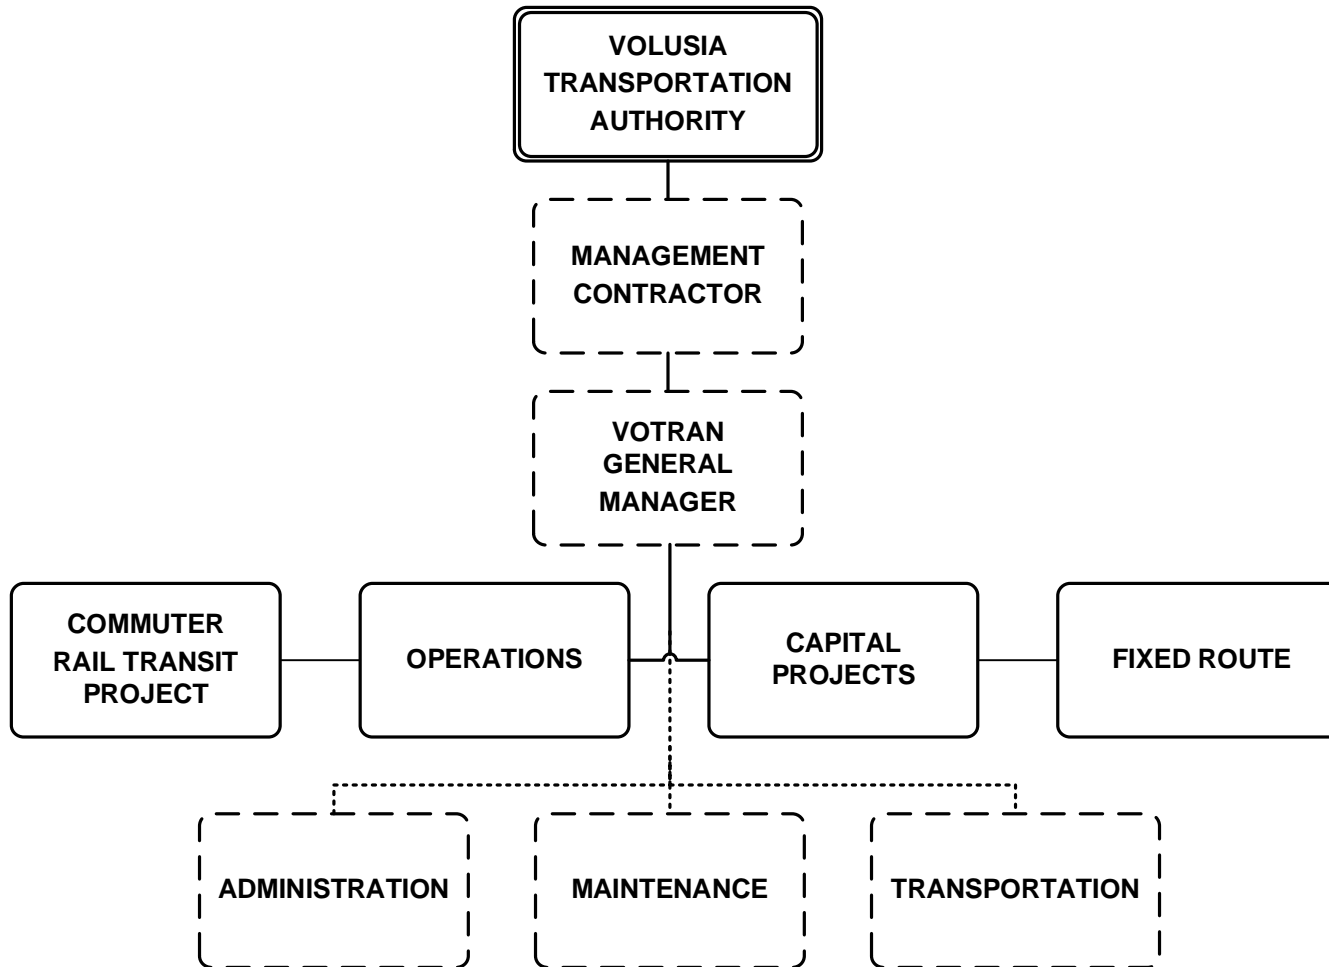 VOLUSIA
TRANSPORTATION
AUTHORITY
MANAGEMENT
CONTRACTOR
VOTRAN
GENERAL
MANAGER
COMMUTER
RAIL TRANSIT
PROJECT
OPERATIONS
CAPITAL
PROJECTS
FIXED ROUTE
ADMINISTRATION
MAINTENANCE
TRANSPORTATION